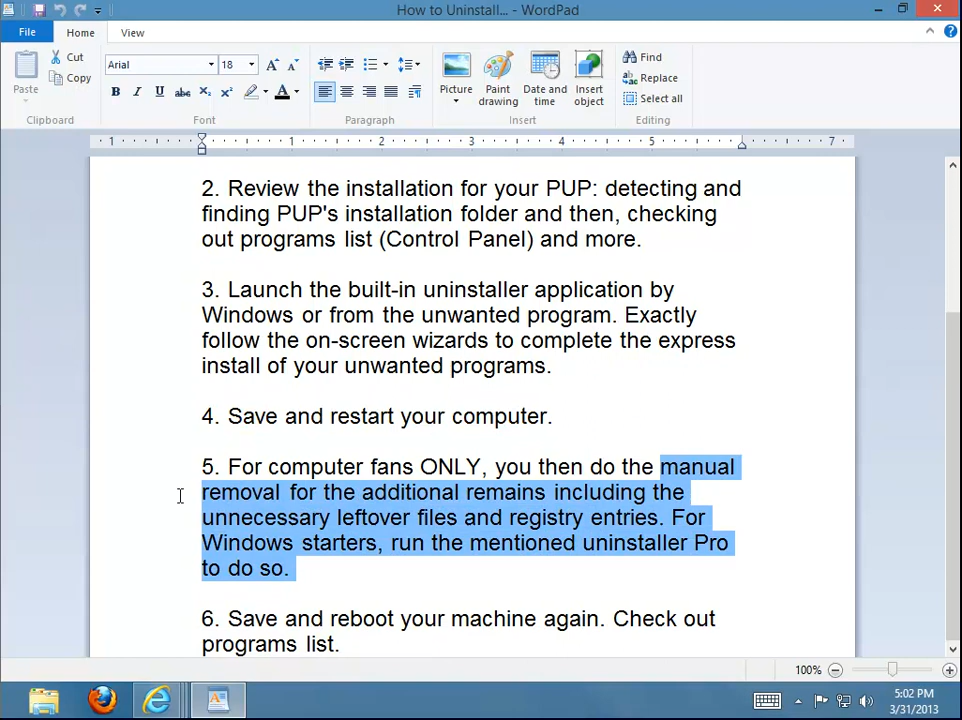 How to Uninstall... - WordPad
File
Home
View
Paste
Cut
Copy
Clipboard
Arial
18
Font
Paragraph
Picture
Paint drawing
Date and time
Insert object
Insert
Find
Replace
Select all
Editing
1
1
2
3
4
5
7
2. Review the installation for your PUP: detecting and
finding PUP's installation folder and then, checking
out programs list (Control Panel) and more.
3. Launch the built-in uninstaller application by
Windows or from the unwanted program. Exactly
follow the on-screen wizards to complete the express
install of your unwanted programs.
4. Save and restart your computer.
5. For computer fans ONLY, you then do the manual
removal for the additional remains including the
unnecessary leftover files and registry entries. For
Windows starters, run the mentioned uninstaller Pro
to do so.
6. Save and reboot your machine again. Check out
programs list.
100%
5:02 PM
3/31/2013